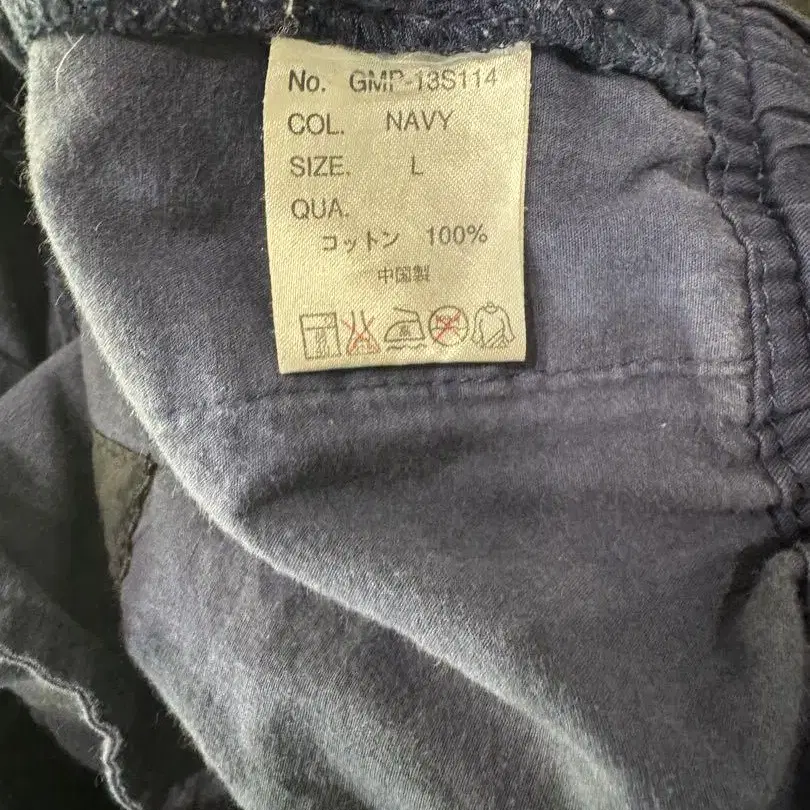 No. GMP-13S114
COL. NAVY
SIZE. L
QUA.
コットン 100%
中国製